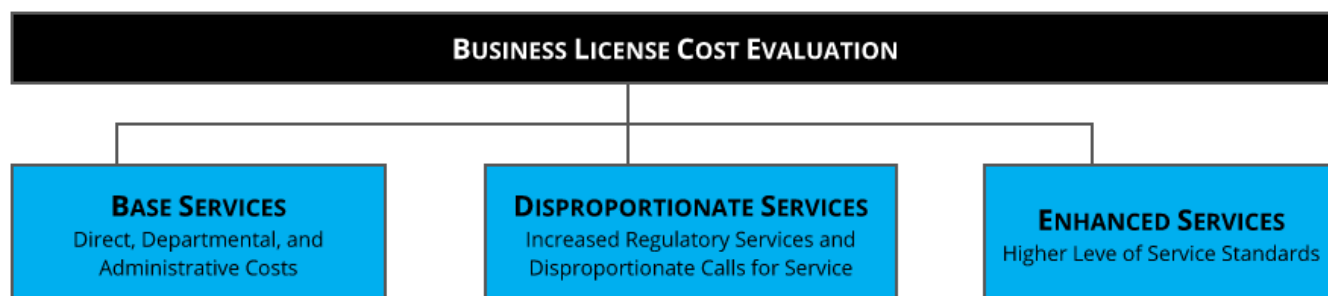 BUSINESS LICENSE COST EVALUATION
BASE SERVICES
Direct, Departmental, and
Administrative Costs
DISPROPORTIONATE SERVICES
Increased Regulatory Services and
Disproportionate Calls for Service
ENHANCED SERVICES
Higher Leve of Service Standards